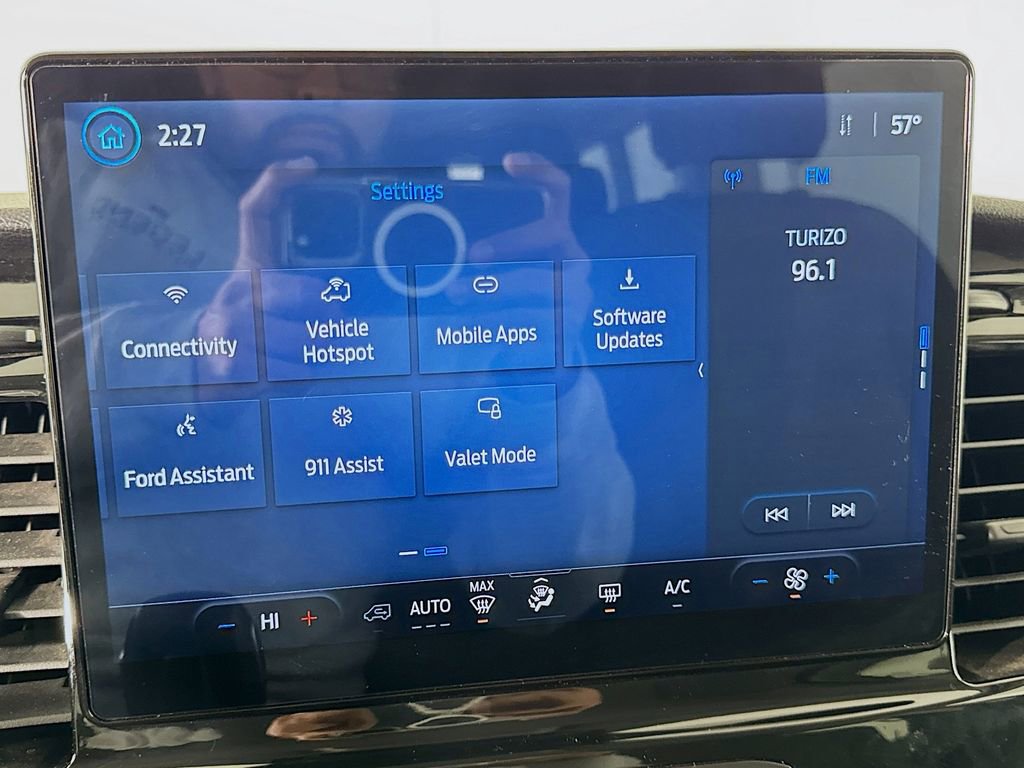 2:27
57°
Settings
FM
TURIZO
96.1
Connectivity
Vehicle
Hotspot
Mobile Apps
Software
Updates
Ford Assistant
911 Assist
Valet Mode
HI
AUTO
MAX
A/C